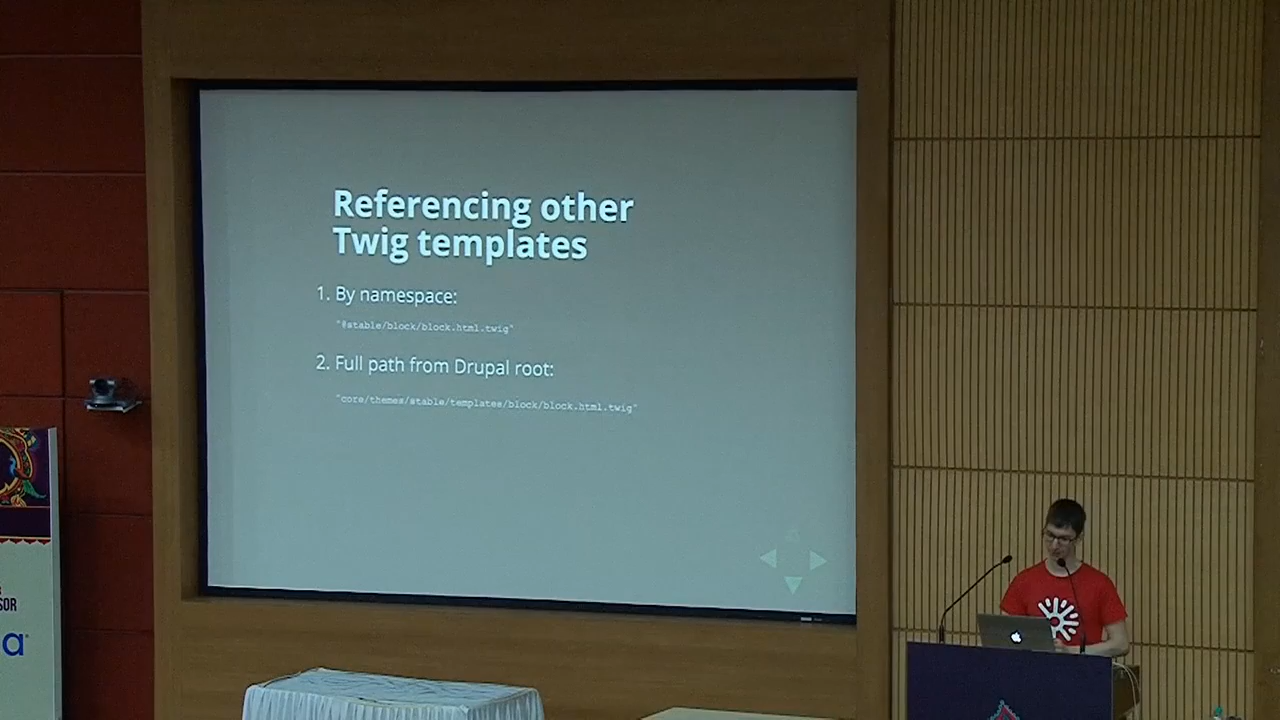 Referencing other
Twig templates
1. By namespace:
"@stable/block/block.html.twig"
2. Full path from Drupal root:
"core/themes/stable/templates/block/block.html.twig"
SOR
a